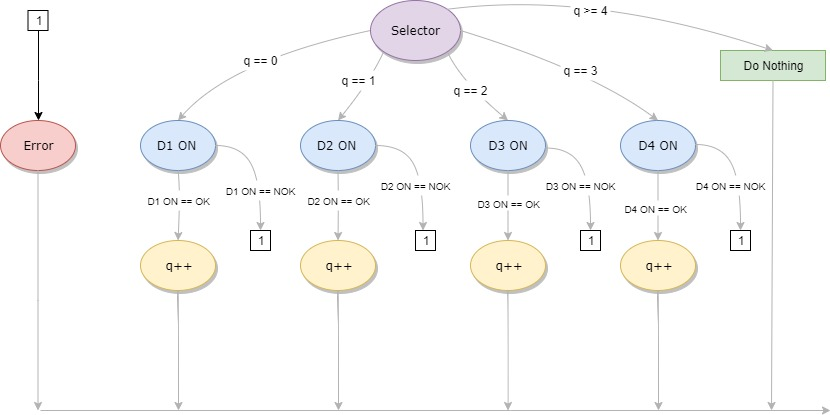 1
Selector
q >= 4
q == 0
q == 1
q == 2
q == 3
Do Nothing
Error
D1 ON
D2 ON
D3 ON
D4 ON
D1 ON == OK
D1 ON == NOK
D2 ON == OK
D2 ON == NOK
D3 ON == OK
D3 ON == NOK
D4 ON == OK
D4 ON == NOK
1
1
1
1
q++
q++
q++
q++